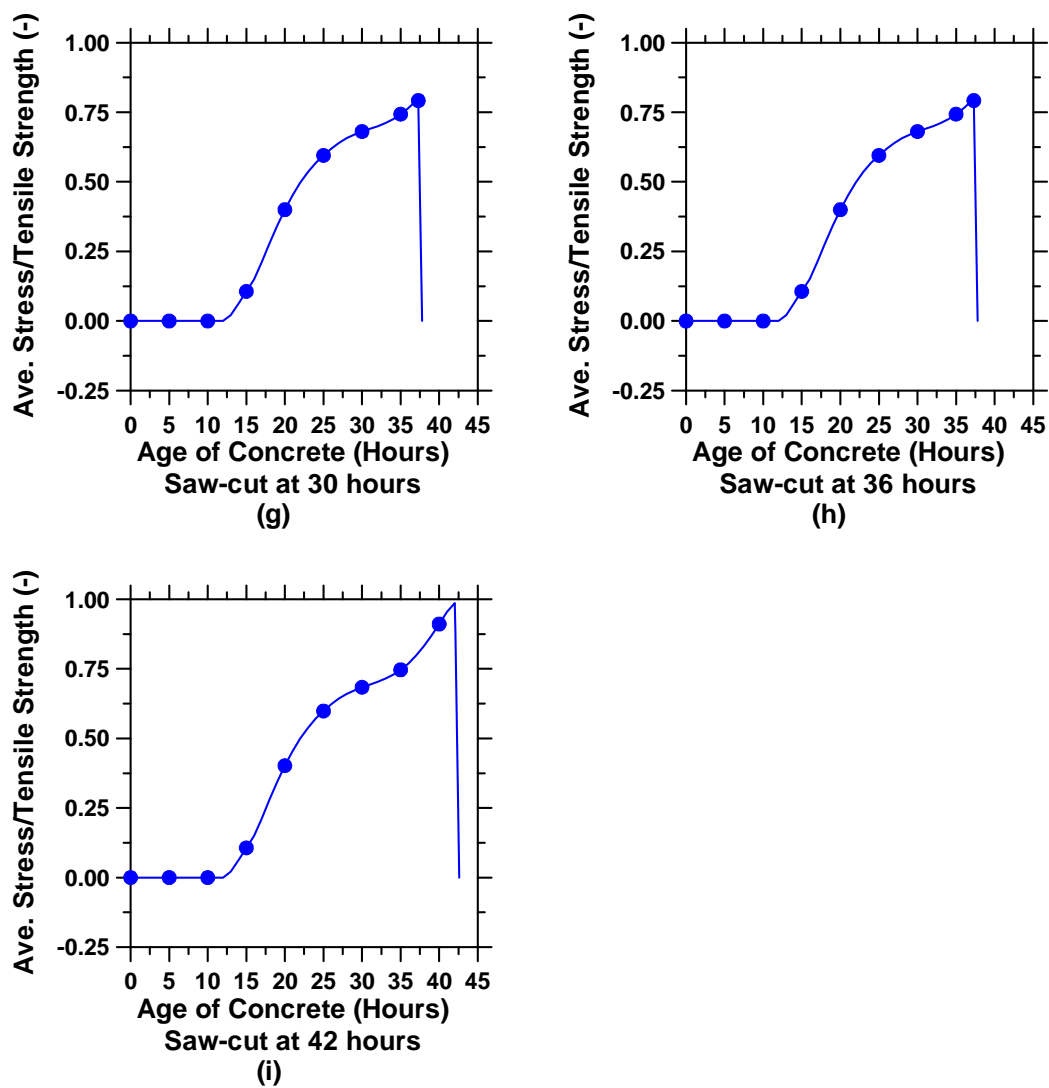 Ave. Stress/Tensile Strength (-)
1.00
0.75
0.50
0.25
0.00
-0.25
0 5 10 15 20 25 30 35 40 45
Age of Concrete (Hours)
Saw-cut at 30 hours
(g)
Ave. Stress/Tensile Strength (-)
1.00
0.75
0.50
0.25
0.00
-0.25
0 5 10 15 20 25 30 35 40 45
Age of Concrete (Hours)
Saw-cut at 36 hours
(h)
Ave. Stress/Tensile Strength (-)
1.00
0.75
0.50
0.25
0.00
-0.25
0 5 10 15 20 25 30 35 40 45
Age of Concrete (Hours)
Saw-cut at 42 hours
(i)